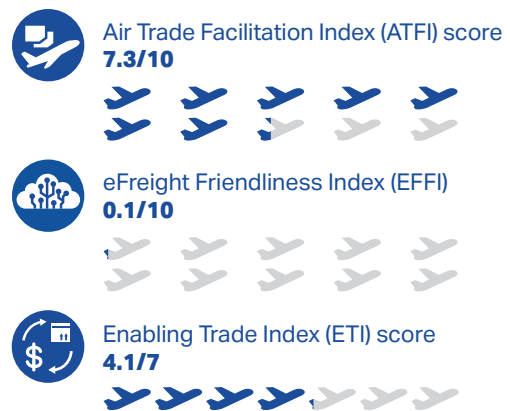 Air Trade Facilitation Index (ATFI) score
7.3/10
eFreight Friendliness Index (EFFI)
0.1/10
$
Enabling Trade Index (ETI) score
4.1/7